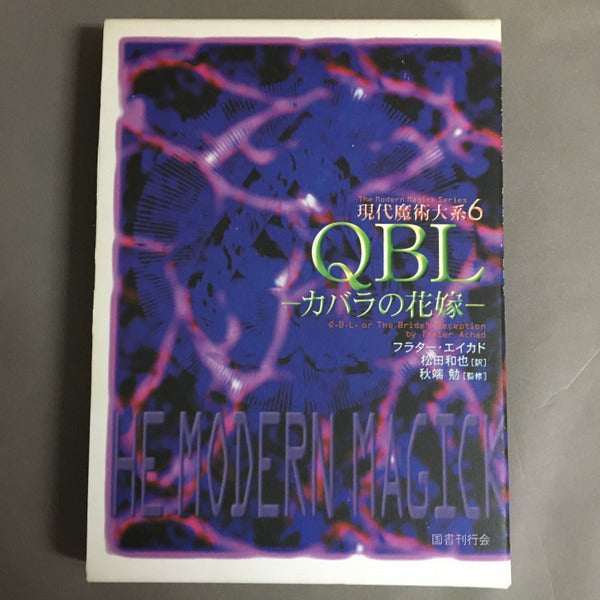 The Modern Magick Series
現代魔術大系6
QBL
―カバラの花嫁―
Q.B.L. or The Bride's Reception
by Frater Achad
フラター・エイカド
松田和也[訳]
秋端 勉[監修]
HE MODERN MAGICK
国書刊行会